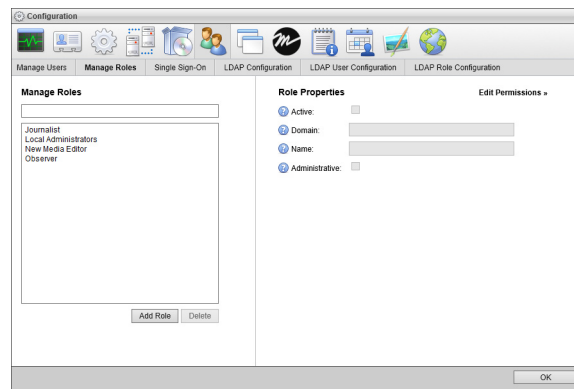 Configuration
Manage Users Manage Roles Single Sign-On LDAP Configuration LDAP User Configuration LDAP Role Configuration
Manage Roles
Journalist
Local Administrators
New Media Editor
Observer
Add Role Delete
Role Properties Edit Permissions »
Active:
Domain:
Name:
Administrative:
OK